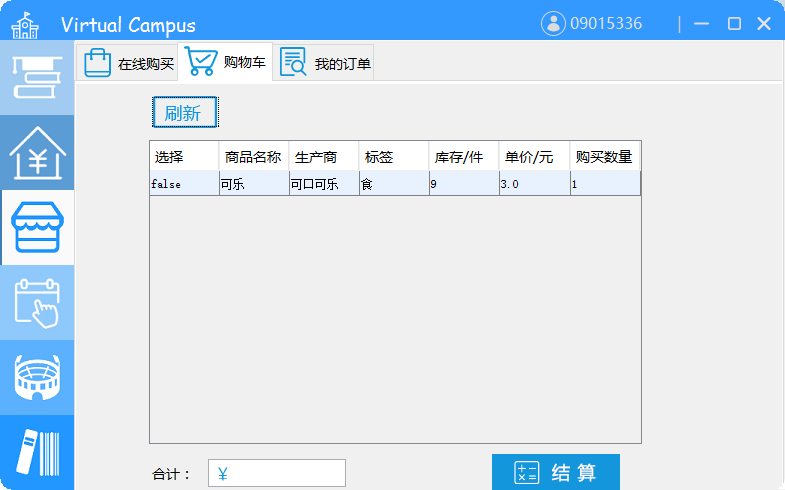 Virtual Campus 09015336
在线购买 购物车 我的订单
刷新
选择 商品名称 生产商 标签 库存/件 单价/元 购买数量
false 可乐 可口可乐 食 9 3.0 1
合计： ¥ 结算